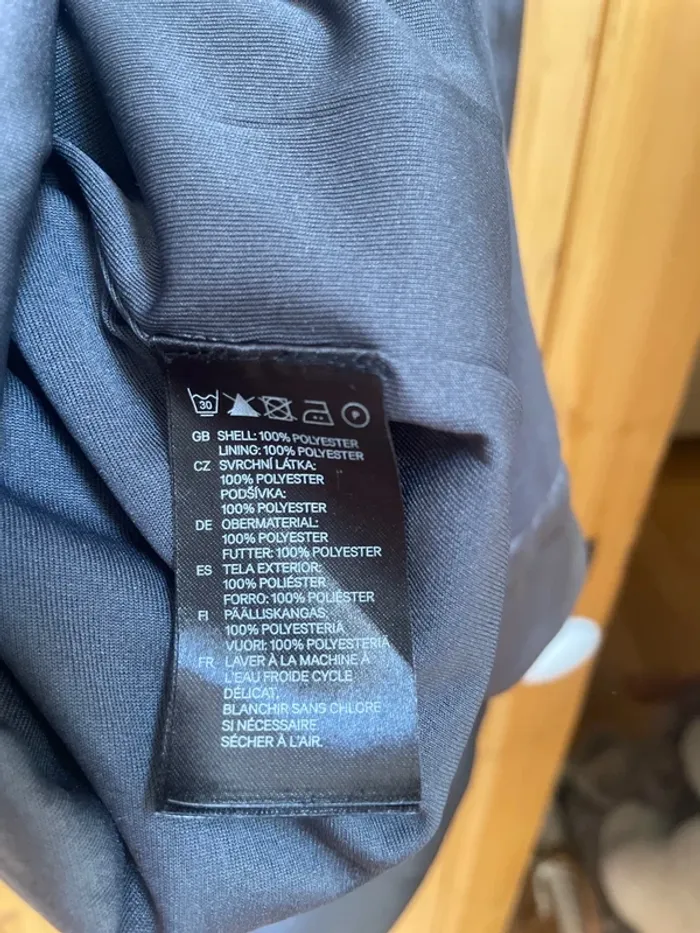 30
P
GB SHELL: 100% POLYESTER
LINING: 100% POLYESTER
CZ SVRCHNÍ LÁTKA:
100% POLYESTER
PODŠÍVKA:
100% POLYESTER
DE OBERMATERIAL:
100% POLYESTER
FUTTER: 100% POLYESTER
ES TELA EXTERIOR:
100% POLIÉSTER
FORRO: 100% POLIÉSTER
FI PÄÄLLISKANGAS:
100% POLYESTERIÄ
VUORI: 100% POLYESTERIÄ
FR LAVER À LA MACHINE À
L'EAU FROIDE CYCLE
DÉLICAT,
BLANCHIR SANS CHLORE
SI NÉCESSAIRE
SÉCHER À L'AIR.